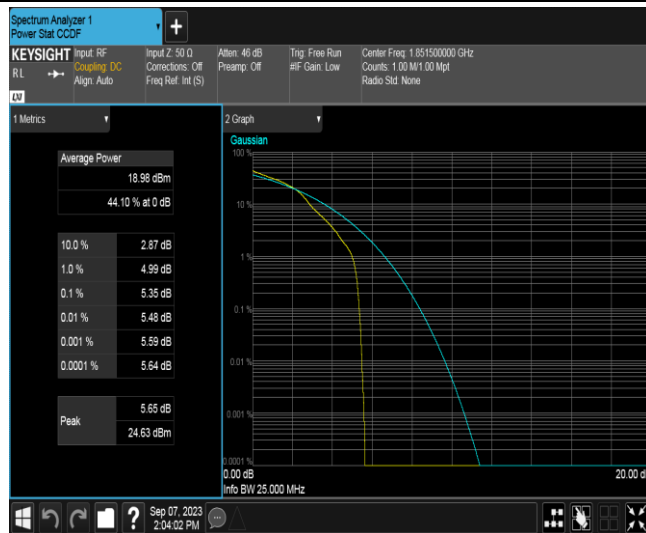 Spectrum Analyzer 1
Power Stat CCDF
+
KEYSIGHT
RL
LXI
Input: RF
Coupling: DC
Align: Auto
Input Z: 50 Ω
Corrections: Off
Freq Ref: Int (S)
Atten: 46 dB
Preamp: Off
Trig: Free Run
#IF Gain: Low
Center Freq: 1.851500000 GHz
Counts: 1.00 M/1.00 Mpt
Radio Std: None
1 Metrics
Average Power
18.98 dBm
44.10 % at 0 dB
10.0 % 2.87 dB
1.0 % 4.99 dB
0.1 % 5.35 dB
0.01 % 5.48 dB
0.001 % 5.59 dB
0.0001 % 5.64 dB
Peak
5.65 dB
24.63 dBm
2 Graph
Gaussian
100 %
10 %
1 %
0.1 %
0.01 %
0.001 %
0.0001 %
0.00 dB
20.00 d
Info BW 25.000 MHz
?
Sep 07, 2023
2:04:02 PM